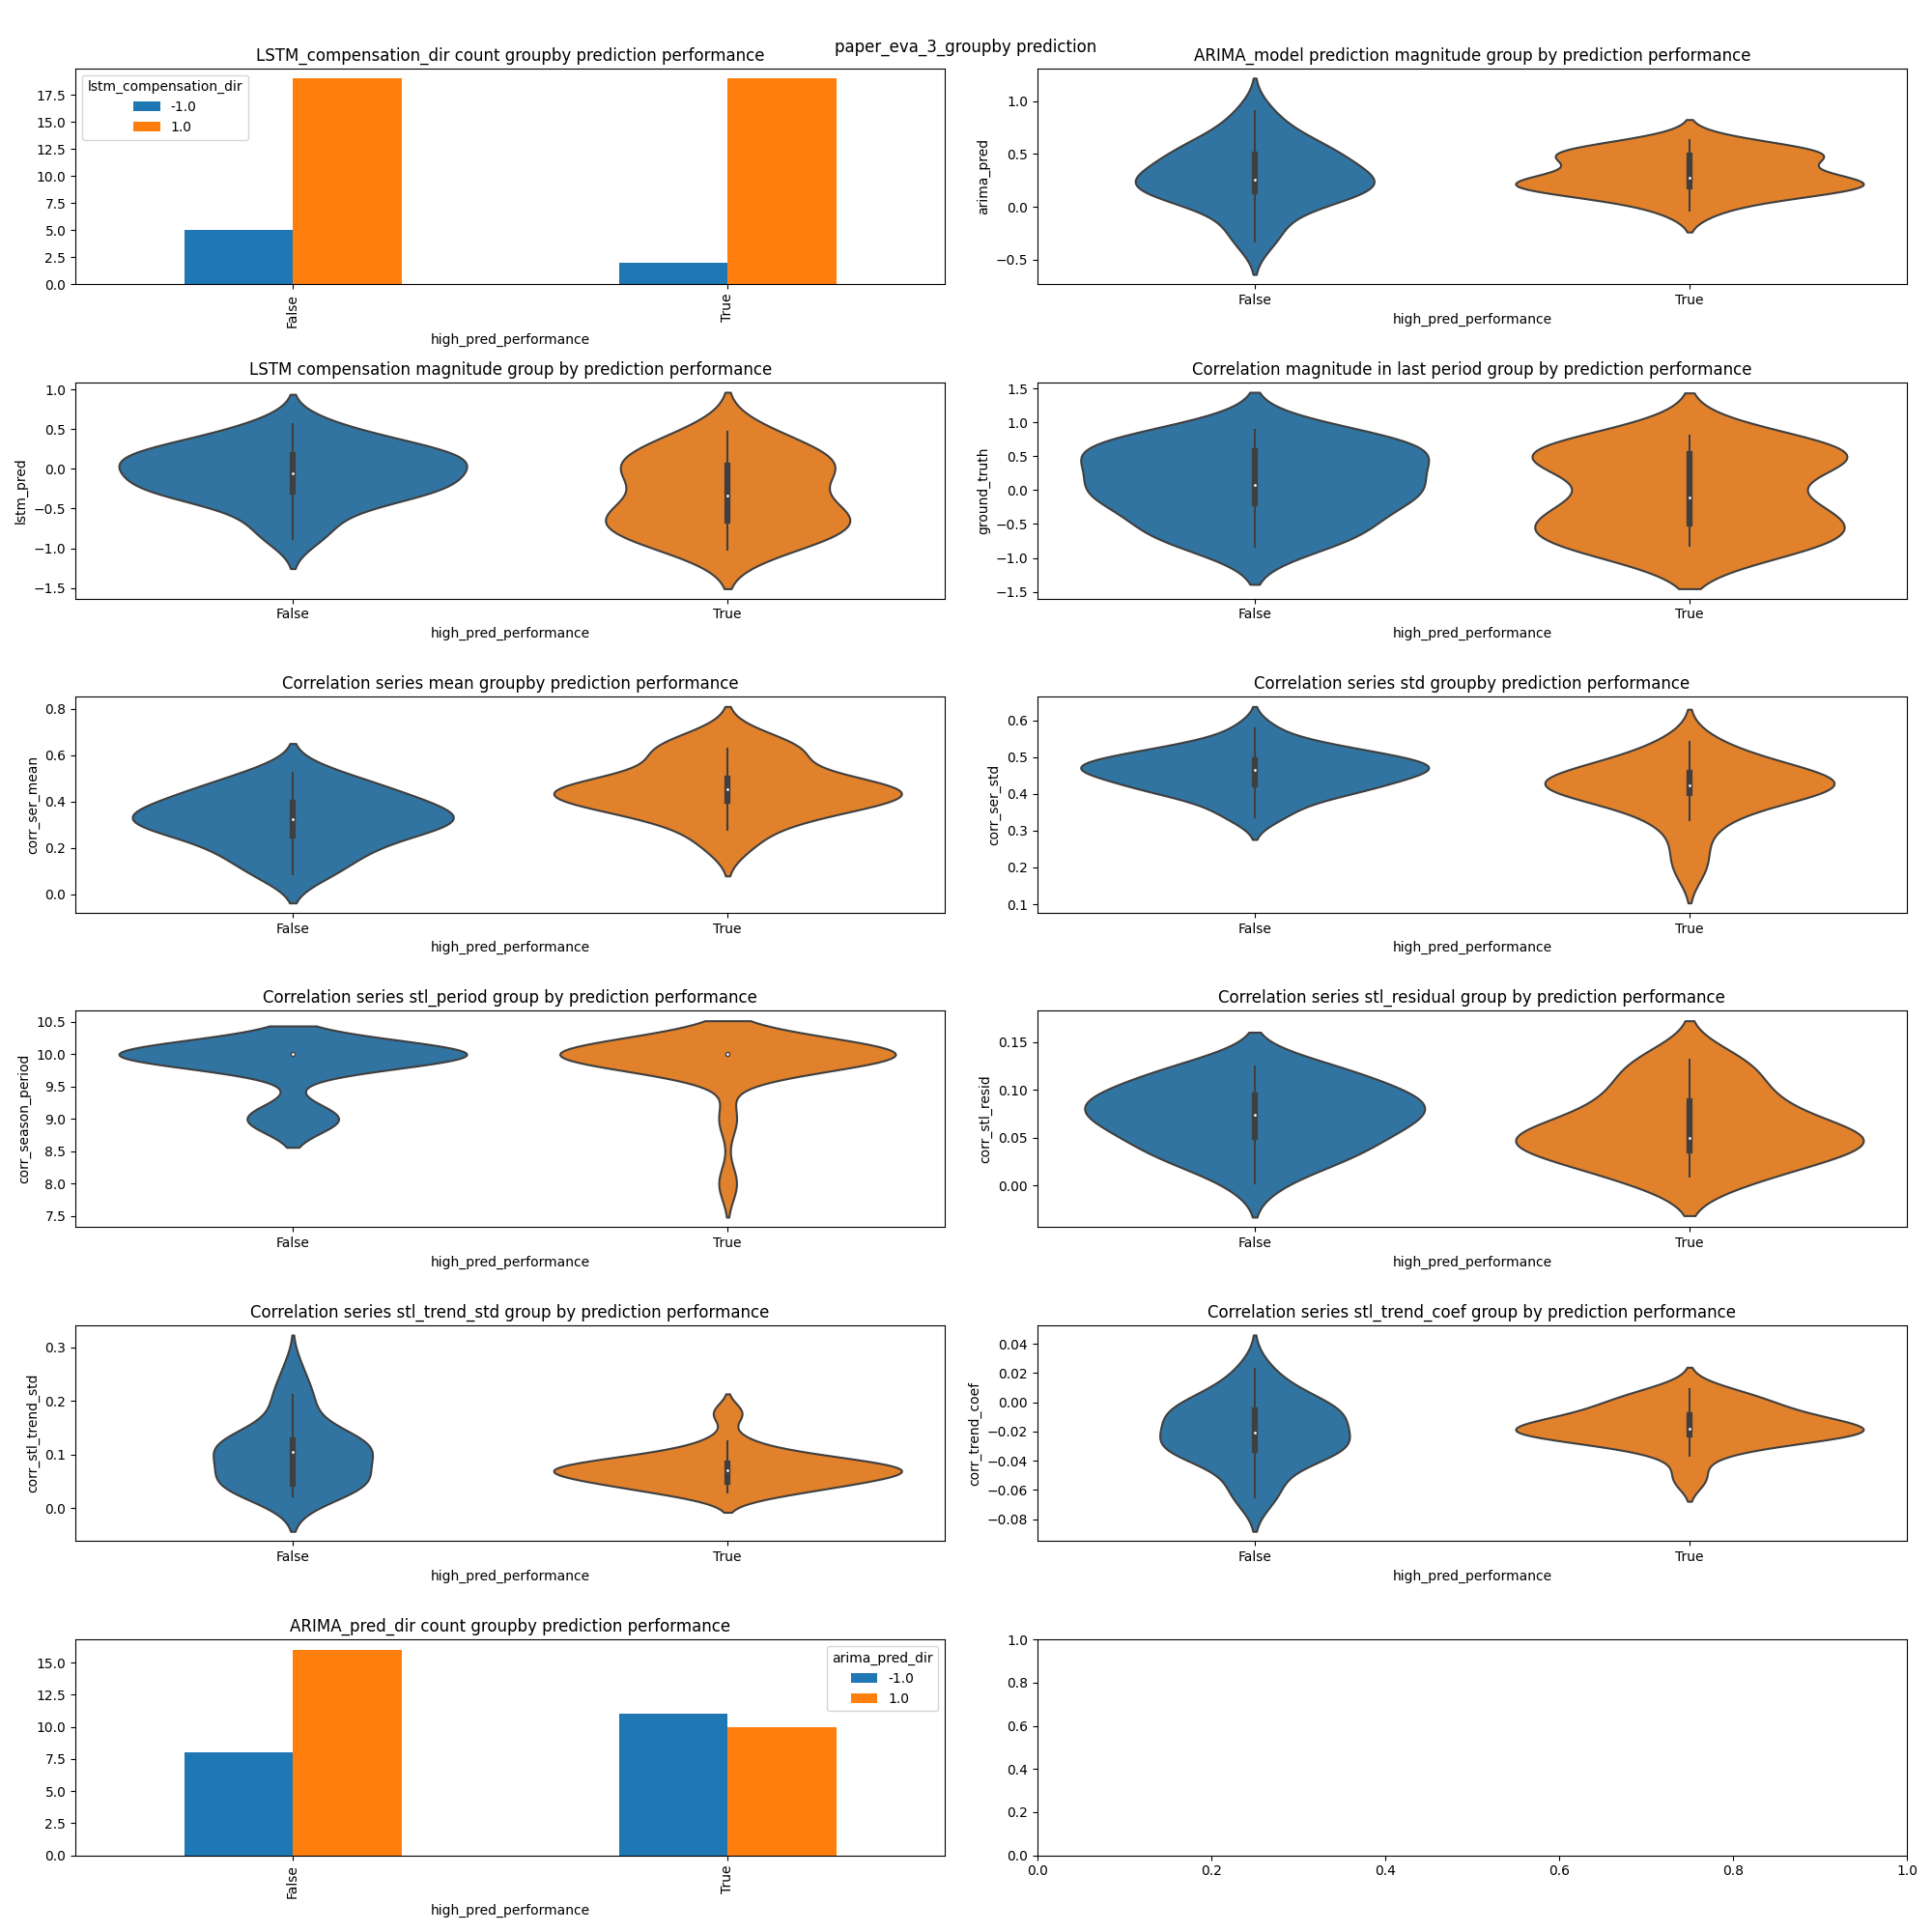 paper_eva_3_groupby prediction
LSTM_compensation_dir count groupby prediction performance
lstm_compensation_dir
-1.0
1.0
17.5
15.0
12.5
10.0
7.5
5.0
2.5
0.0
False
True
high_pred_performance
ARIMA_model prediction magnitude group by prediction performance
arima_pred
1.0
0.5
0.0
−0.5
False
True
high_pred_performance
LSTM compensation magnitude group by prediction performance
lstm_pred
1.0
0.5
0.0
−0.5
−1.0
−1.5
False
True
high_pred_performance
Correlation magnitude in last period group by prediction performance
ground_truth
1.5
1.0
0.5
0.0
−0.5
−1.0
−1.5
False
True
high_pred_performance
Correlation series mean groupby prediction performance
corr_ser_mean
0.8
0.6
0.4
0.2
0.0
False
True
high_pred_performance
Correlation series std groupby prediction performance
corr_ser_std
0.6
0.5
0.4
0.3
0.2
0.1
False
True
high_pred_performance
Correlation series stl_period group by prediction performance
corr_season_period
10.5
10.0
9.5
9.0
8.5
8.0
7.5
False
True
high_pred_performance
Correlation series stl_residual group by prediction performance
corr_stl_resid
0.15
0.10
0.05
0.00
False
True
high_pred_performance
Correlation series stl_trend_std group by prediction performance
corr_stl_trend_std
0.3
0.2
0.1
0.0
False
True
high_pred_performance
Correlation series stl_trend_coef group by prediction performance
corr_trend_coef
0.04
0.02
0.00
−0.02
−0.04
−0.06
−0.08
False
True
high_pred_performance
ARIMA_pred_dir count groupby prediction performance
arima_pred_dir
-1.0
1.0
15.0
12.5
10.0
7.5
5.0
2.5
0.0
False
True
high_pred_performance
1.0
0.8
0.6
0.4
0.2
0.0
0.0
0.2
0.4
0.6
0.8
1.0